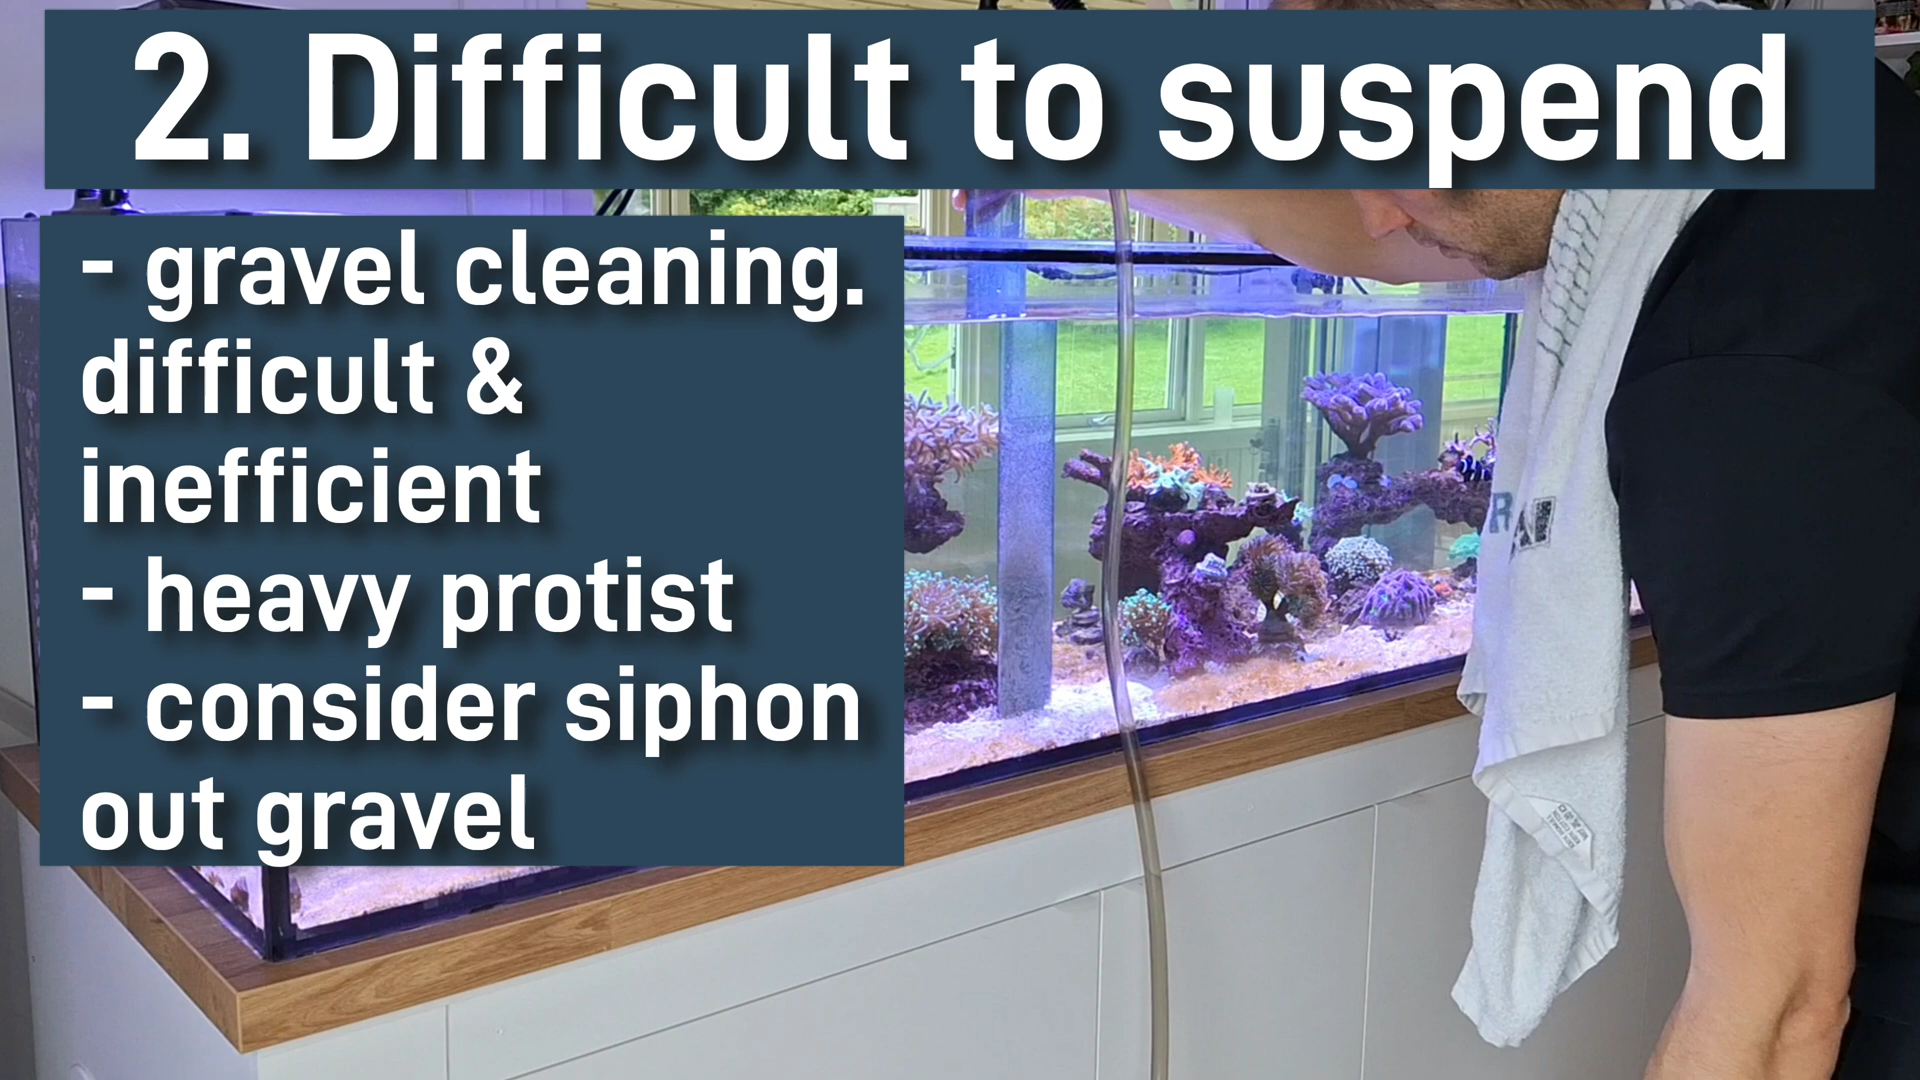 2. Difficult to suspend
- gravel cleaning.
difficult &
inefficient
- heavy protist
- consider siphon
out gravel